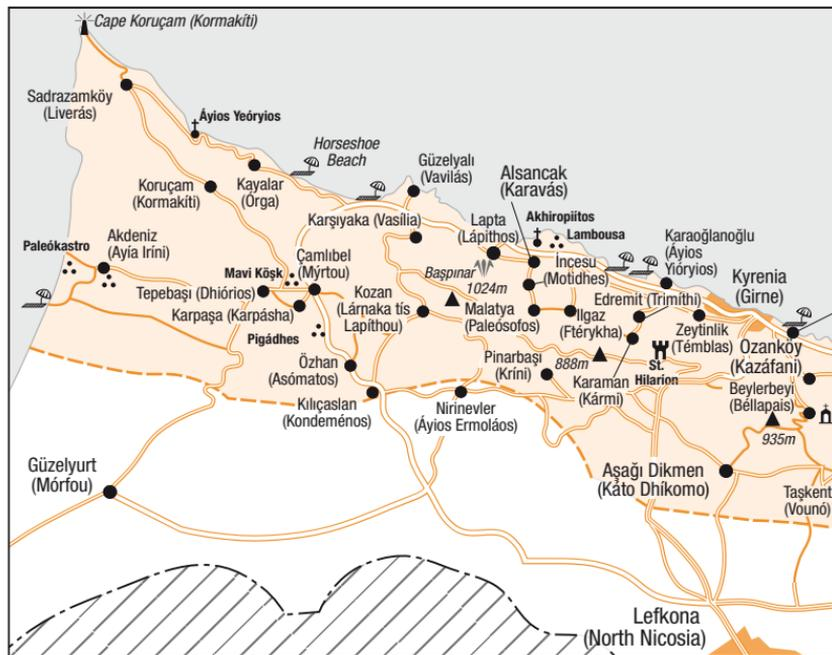 Cape Koruçam (Kormakíti)
Sadrazamköy
(Liverás)
Áyios Yeóryios
Horseshoe
Beach
Koruçam
(Kormakíti)
Kayalar
(Órga)
Güzelyalı
(Vavilás)
Alsancak
(Karavás)
Karşıyaka (Vasília)
Lapta
(Lápithos)
Akhiropiítos
Lambousa
Karaoğlanoğlu
(Áyios
Yióryios)
Paleókastro
Akdeniz
(Ayía Iríni)
Mavi Köşk
Çamlıbel
(Mýrtou)
Başpınar
1024m
İncesu
(Motidhes)
Kyrenia
(Girne)
Tepebaşı (Dhiórios)
Karpaşa (Karpásha)
Kozan
(Lárnaka tís
Lapíthou)
Malatya
(Paleósofos)
Ilgaz
(Ftérykha)
Edremit (Trimíthi)
Zeytinlik
(Témblas)
Pigádhes
Özhan
(Asómatos)
Pinarbaşı
(Kríni)
888m
Karaman
(Kármi)
St.
Hilarion
Ozanköy
(Kazáfani)
Beylerbeyi
(Béllapais)
935m
Kılıçaslan
(Kondeménos)
Nirinevler
(Áyios Ermoláos)
Güzelyurt
(Mórfou)
Aşağı Dikmen
(Káto Dhíkomo)
Taşkent
(Vounó)
Lefkona
(North Nicosia)